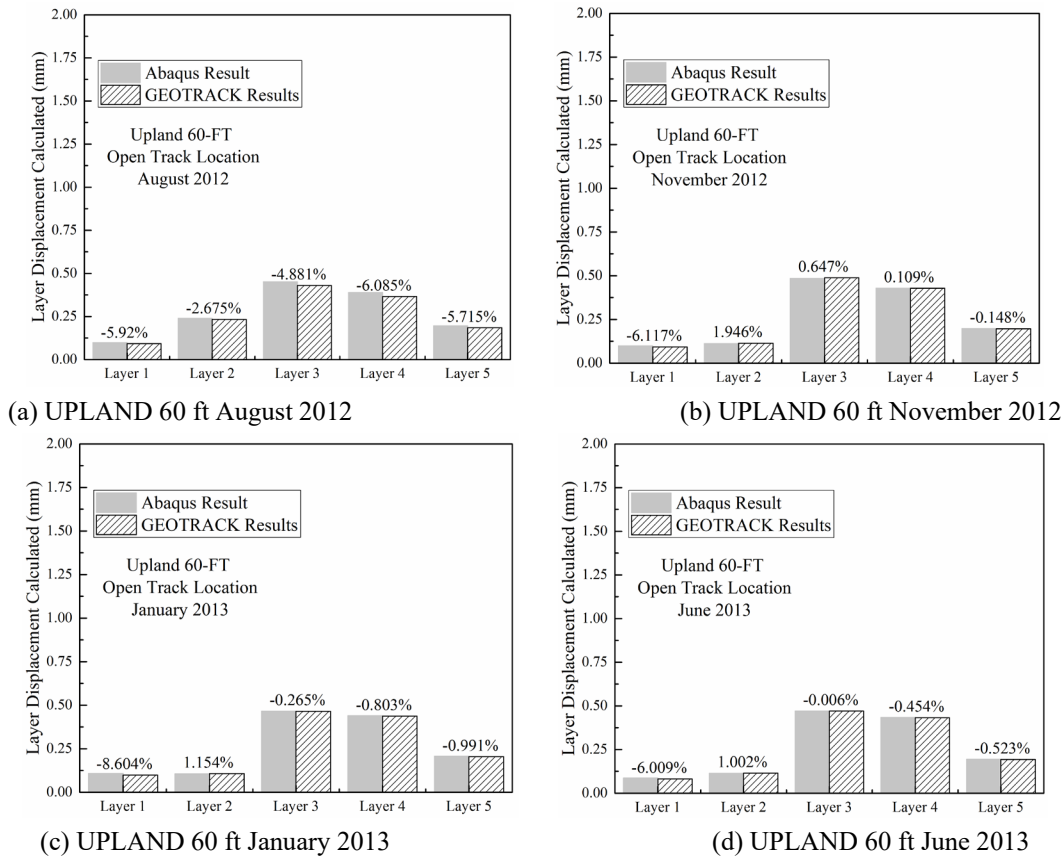 2.00
1.75
1.50
1.25
1.00
0.75
0.50
0.25
0.00
Layer Displacement Calculated (mm)
Abaqus Result
GEOTRACK Results
Upland 60-FT
Open Track Location
August 2012
-5.92%
-2.675%
-4.881%
-6.085%
-5.715%
Layer 1 Layer 2 Layer 3 Layer 4 Layer 5
(a) UPLAND 60 ft August 2012
2.00
1.75
1.50
1.25
1.00
0.75
0.50
0.25
0.00
Layer Displacement Calculated (mm)
Abaqus Result
GEOTRACK Results
Upland 60-FT
Open Track Location
November 2012
-6.117%
1.946%
0.647%
0.109%
-0.148%
Layer 1 Layer 2 Layer 3 Layer 4 Layer 5
(b) UPLAND 60 ft November 2012
2.00
1.75
1.50
1.25
1.00
0.75
0.50
0.25
0.00
Layer Displacement Calculated (mm)
Abaqus Result
GEOTRACK Results
Upland 60-FT
Open Track Location
January 2013
-8.604%
1.154%
-0.265%
-0.803%
-0.991%
Layer 1 Layer 2 Layer 3 Layer 4 Layer 5
(c) UPLAND 60 ft January 2013
2.00
1.75
1.50
1.25
1.00
0.75
0.50
0.25
0.00
Layer Displacement Calculated (mm)
Abaqus Result
GEOTRACK Results
Upland 60-FT
Open Track Location
June 2013
-6.009%
1.002%
-0.006%
-0.454%
-0.523%
Layer 1 Layer 2 Layer 3 Layer 4 Layer 5
(d) UPLAND 60 ft June 2013